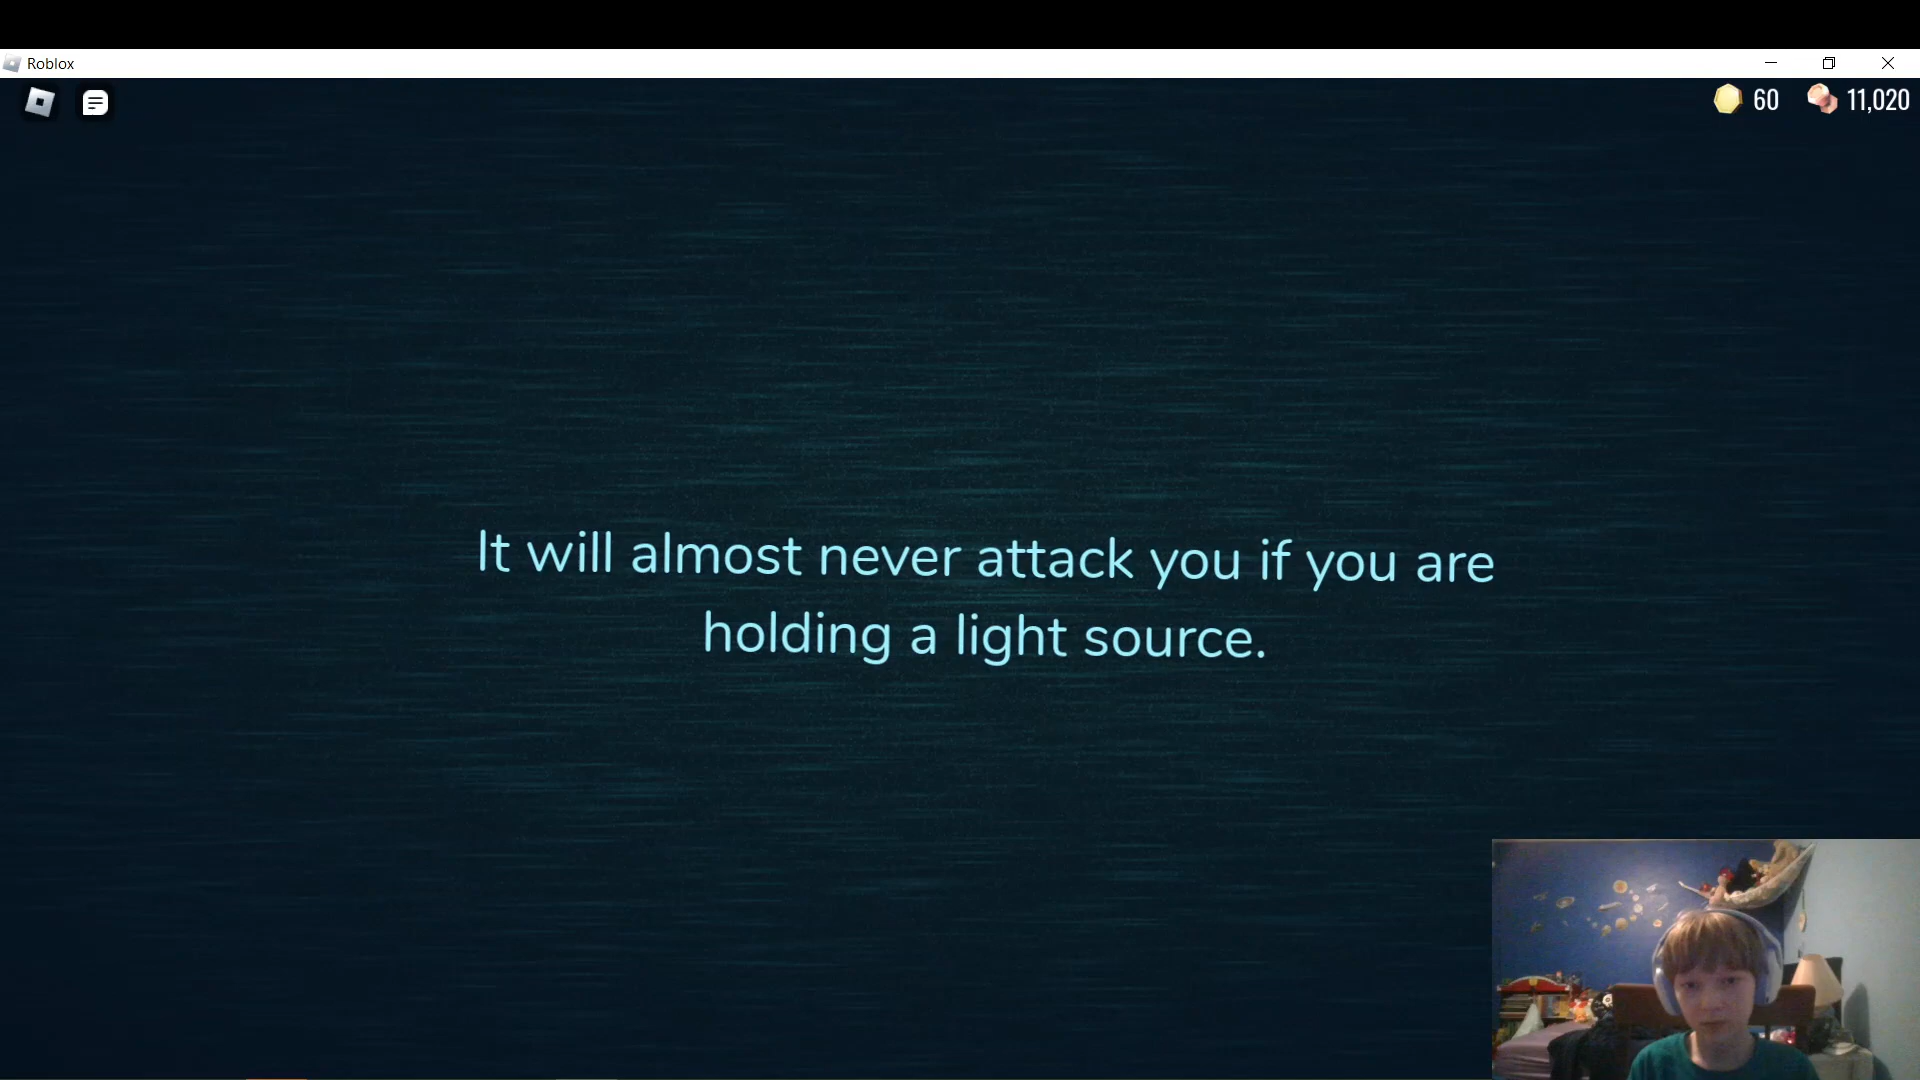 Roblox
60 11,020
It will almost never attack you if you are
holding a light source.